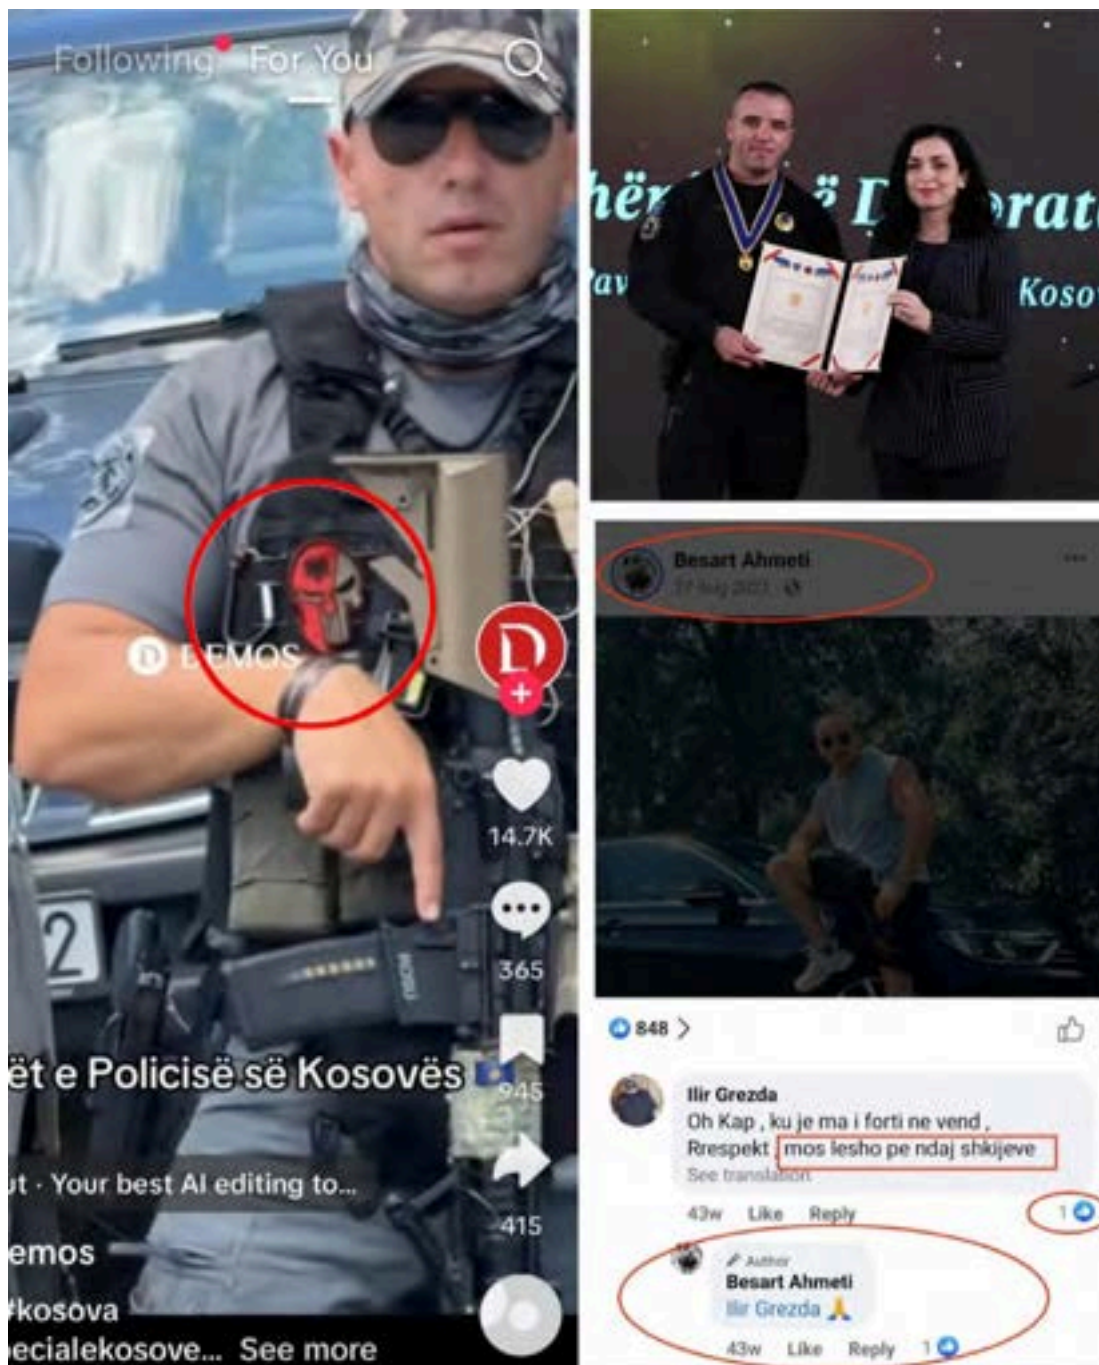 Following For You
DEMOS
14.7K
365
945
415
2
ët e Policisë së Kosovës
ut · Your best AI editing to...
emos
#kosova
pecialekosove... See more
Koso
Besart Ahmeti
848
Ilir Grezda
Oh Kap , ku je ma i forti ne vend ,
Rrespekt , mos lesho pe ndaj shkijeve
See translation
43w Like Reply 1
Author
Besart Ahmeti
Ilir Grezda
43w Like Reply 1